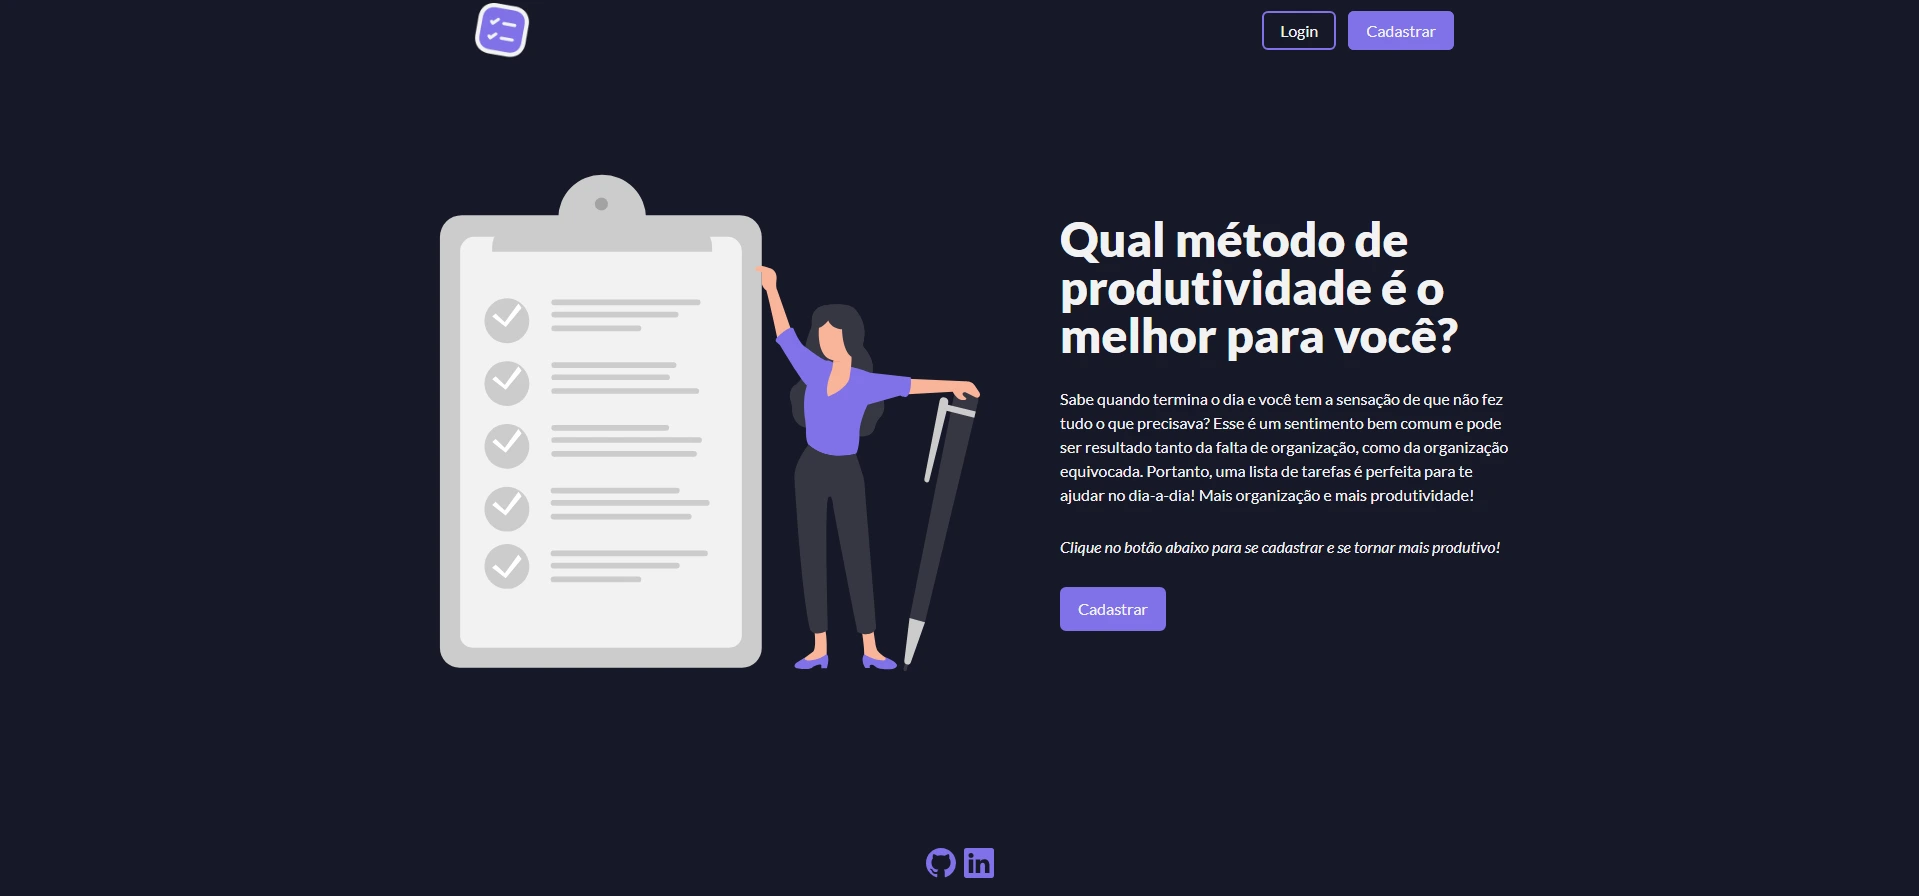 Login
Cadastrar
Qual método de
produtividade é o
melhor para você?
Sabe quando termina o dia e você tem a sensação de que não fez
tudo o que precisava? Esse é um sentimento bem comum e pode
ser resultado tanto da falta de organização, como da organização
equivocada. Portanto, uma lista de tarefas é perfeita para te
ajudar no dia-a-dia! Mais organização e mais produtividade!
Clique no botão abaixo para se cadastrar e se tornar mais produtivo!
Cadastrar
in